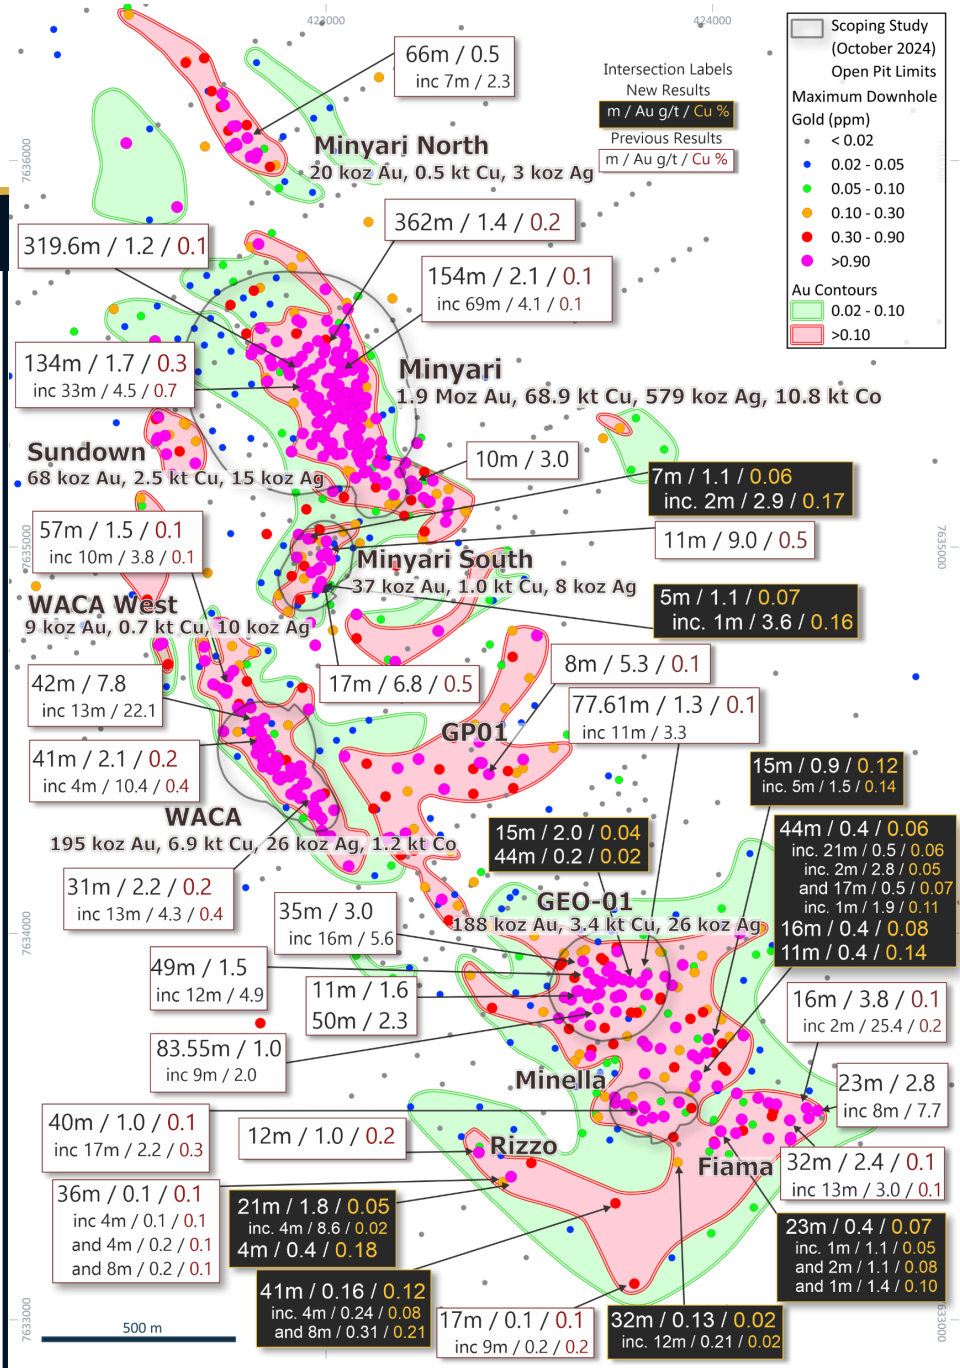 423000
424000
7636000
7635000
7634000
7633000
7635000
633000
Scoping Study
(October 2024)
Open Pit Limits
Maximum Downhole
Gold (ppm)
< 0.02
0.02 - 0.05
0.05 - 0.10
0.10 - 0.30
0.30 - 0.90
>0.90
Au Contours
0.02 - 0.10
>0.10
Intersection Labels
New Results
m / Au g/t / Cu %
Previous Results
m / Au g/t / Cu %
66m / 0.5
inc 7m / 2.3
Minyari North
20 koz Au, 0.5 kt Cu, 3 koz Ag
362m / 1.4 / 0.2
319.6m / 1.2 / 0.1
154m / 2.1 / 0.1
inc 69m / 4.1 / 0.1
134m / 1.7 / 0.3
inc 33m / 4.5 / 0.7
Minyari
1.9 Moz Au, 68.9 kt Cu, 579 koz Ag, 10.8 kt Co
Sundown
68 koz Au, 2.5 kt Cu, 15 koz Ag
10m / 3.0
7m / 1.1 / 0.06
inc. 2m / 2.9 / 0.17
57m / 1.5 / 0.1
inc 10m / 3.8 / 0.1
11m / 9.0 / 0.5
Minyari South
37 koz Au, 1.0 kt Cu, 8 koz Ag
5m / 1.1 / 0.07
inc. 1m / 3.6 / 0.16
WACA West
9 koz Au, 0.7 kt Cu, 10 koz Ag
17m / 6.8 / 0.5
8m / 5.3 / 0.1
42m / 7.8
inc 13m / 22.1
77.61m / 1.3 / 0.1
inc 11m / 3.3
GP01
41m / 2.1 / 0.2
inc 4m / 10.4 / 0.4
15m / 0.9 / 0.12
inc. 5m / 1.5 / 0.14
WACA
195 koz Au, 6.9 kt Cu, 26 koz Ag, 1.2 kt Co
15m / 2.0 / 0.04
44m / 0.2 / 0.02
44m / 0.4 / 0.06
inc. 21m / 0.5 / 0.06
inc. 2m / 2.8 / 0.05
and 17m / 0.5 / 0.07
inc. 1m / 1.9 / 0.11
16m / 0.4 / 0.08
11m / 0.4 / 0.14
31m / 2.2 / 0.2
inc 13m / 4.3 / 0.4
GEO-01
188 koz Au, 3.4 kt Cu, 26 koz Ag
35m / 3.0
inc 16m / 5.6
49m / 1.5
inc 12m / 4.9
11m / 1.6
50m / 2.3
16m / 3.8 / 0.1
inc 2m / 25.4 / 0.2
83.55m / 1.0
inc 9m / 2.0
Minella
23m / 2.8
inc 8m / 7.7
40m / 1.0 / 0.1
inc 17m / 2.2 / 0.3
12m / 1.0 / 0.2
Rizzo
Fiama
32m / 2.4 / 0.1
inc 13m / 3.0 / 0.1
36m / 0.1 / 0.1
inc 4m / 0.1 / 0.1
and 4m / 0.2 / 0.1
and 8m / 0.2 / 0.1
21m / 1.8 / 0.05
inc. 4m / 8.6 / 0.02
4m / 0.4 / 0.18
23m / 0.4 / 0.07
inc. 1m / 1.1 / 0.05
and 2m / 1.1 / 0.08
and 1m / 1.4 / 0.10
41m / 0.16 / 0.12
inc. 4m / 0.24 / 0.08
and 8m / 0.31 / 0.21
17m / 0.1 / 0.1
inc 9m / 0.2 / 0.2
32m / 0.13 / 0.02
inc. 12m / 0.21 / 0.02
500 m